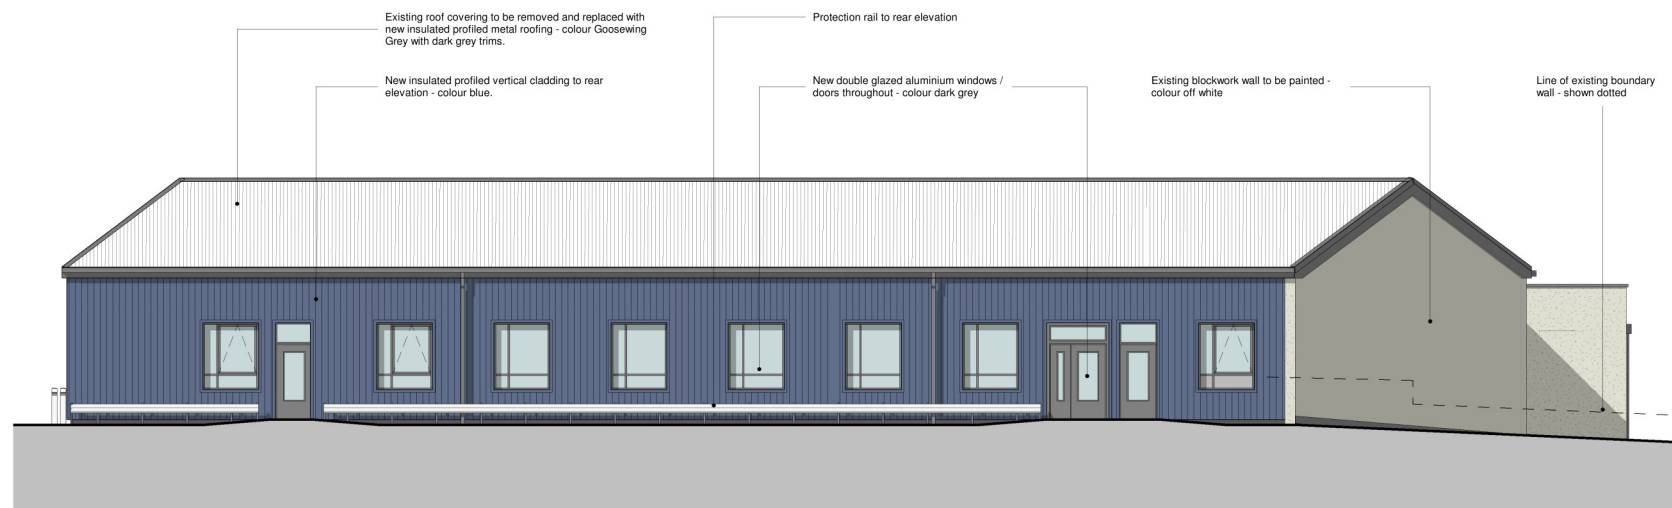 Existing roof covering to be removed and replaced with
new insulated profiled metal roofing - colour Goosewing
Grey with dark grey trims.
Protection rail to rear elevation
New insulated profiled vertical cladding to rear
elevation - colour blue.
New double glazed aluminium windows /
doors throughout - colour dark grey
Existing blockwork wall to be painted -
colour off white
Line of existing boundary
wall - shown dotted